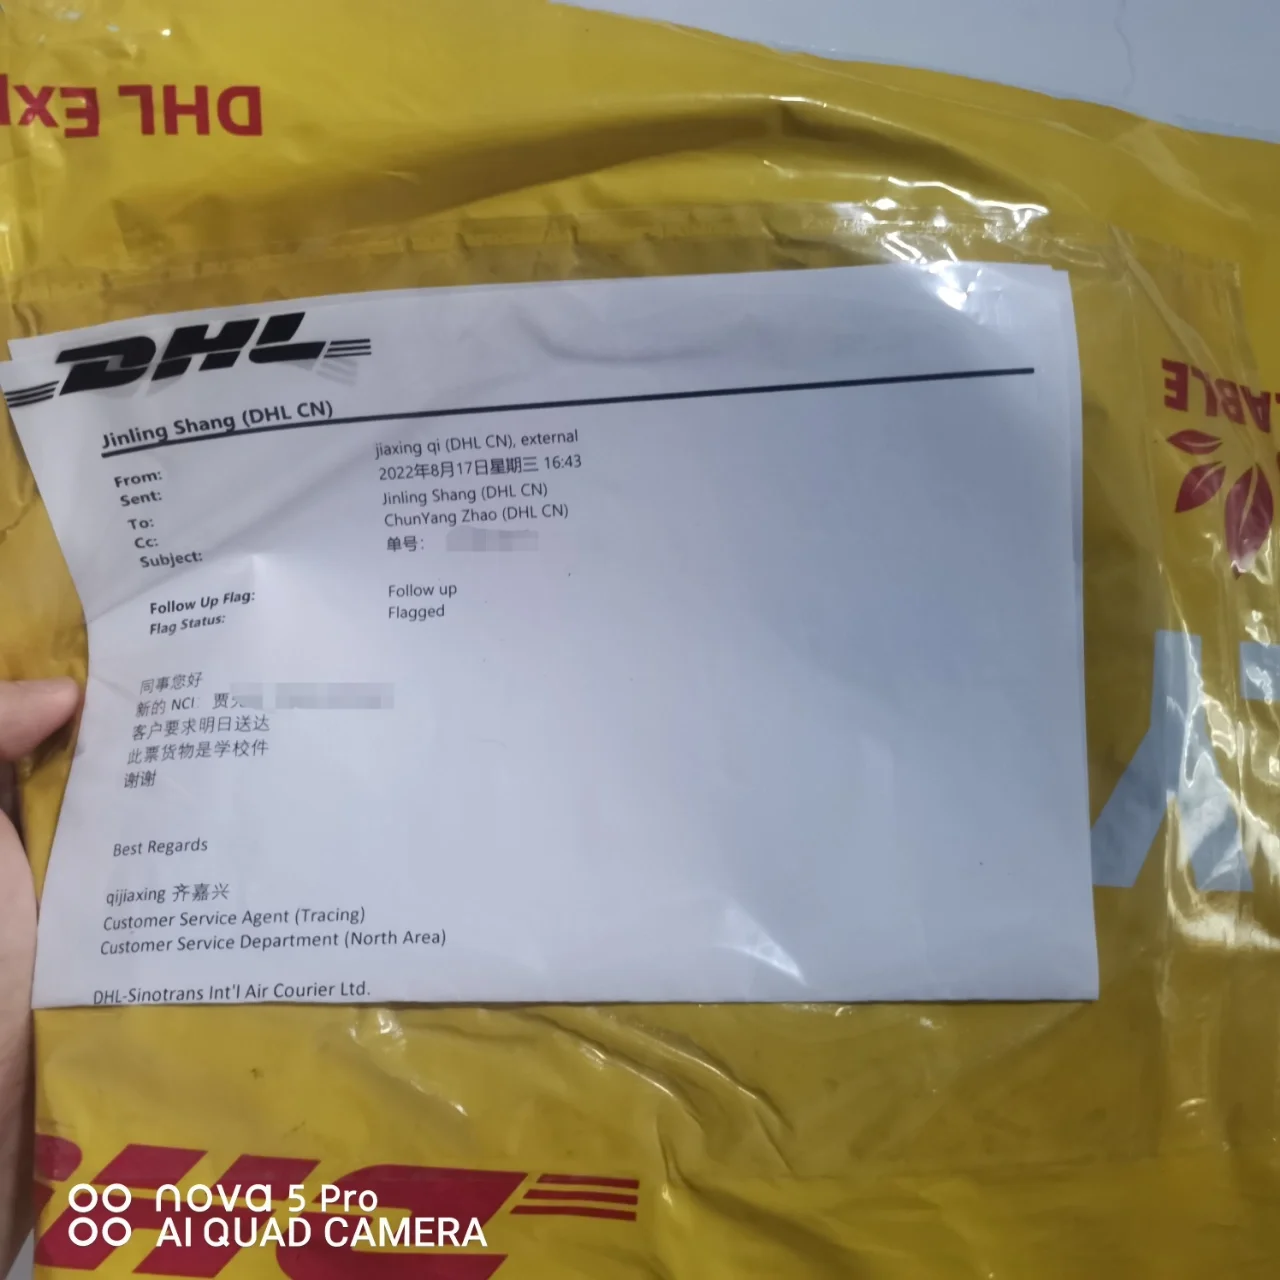 DHL EXP
DHL
Jinling Shang (DHL CN)
From: jiaxing qi (DHL CN), external
Sent: 2022年8月17日星期三 16:43
To: Jinling Shang (DHL CN)
Cc: ChunYang Zhao (DHL CN)
Subject: 单号:
Follow Up Flag: Follow up
Flag Status: Flagged
同事您好
新的 NCI: 贾
客户要求明日送达
此票货物是学校件
谢谢
Best Regards
qijiaxing 齐嘉兴
Customer Service Agent (Tracing)
Customer Service Department (North Area)
DHL-Sinotrans Int'l Air Courier Ltd.
DHL
nova 5 Pro
AI QUAD CAMERA